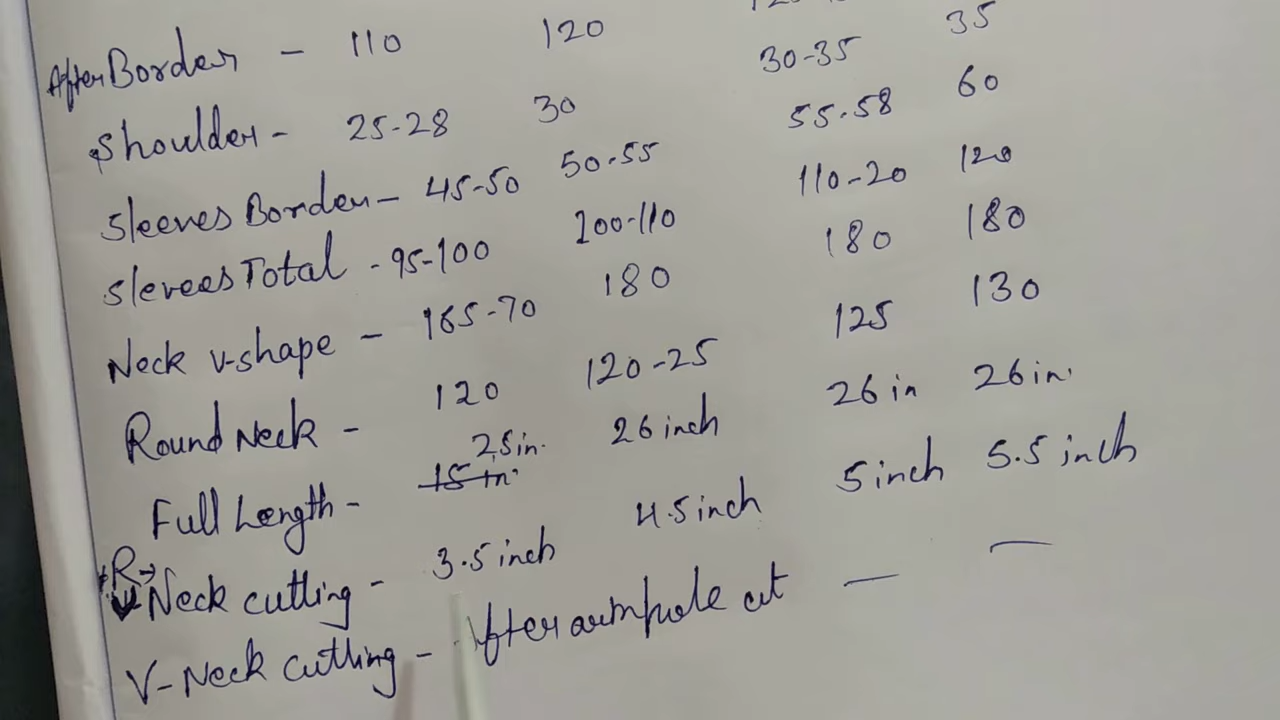 After Border - 110 120
Shoulder - 25-28 30 30-35 35
Sleeves Border - 45-50 50-55 55-58 60
Slevees Total - 95-100 100-110 110-20 120
Neck V-shape - 165-70 180 180 180
Round Neck - 120 120-25 125 130
Full Length - 15 in. 25 in. 26 inch 26 in 26 in.
R→ Neck cutting - 3.5 inch 4.5 inch 5 inch 5.5 inch
V-Neck cutting - After armhole cut — —